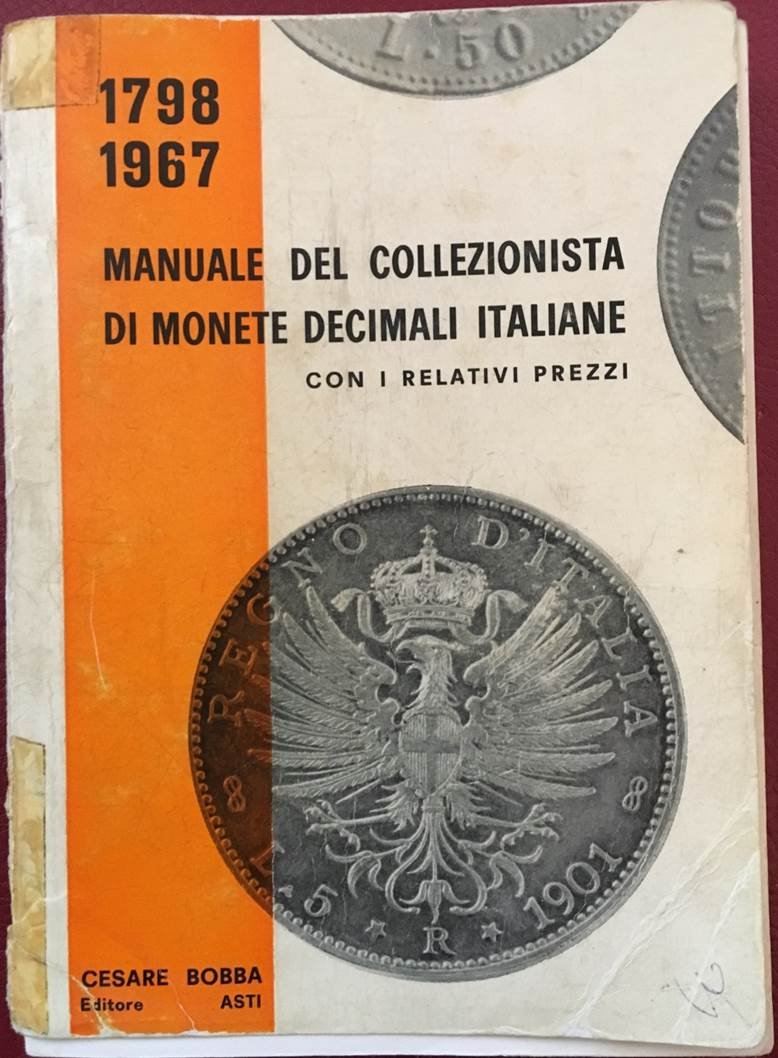 L. 50
1798
1967
MANUALE DEL COLLEZIONISTA
DI MONETE DECIMALI ITALIANE
CON I RELATIVI PREZZI
REGNO D'ITALIA
L. 5 R 1901
CESARE BOBBA
Editore ASTI